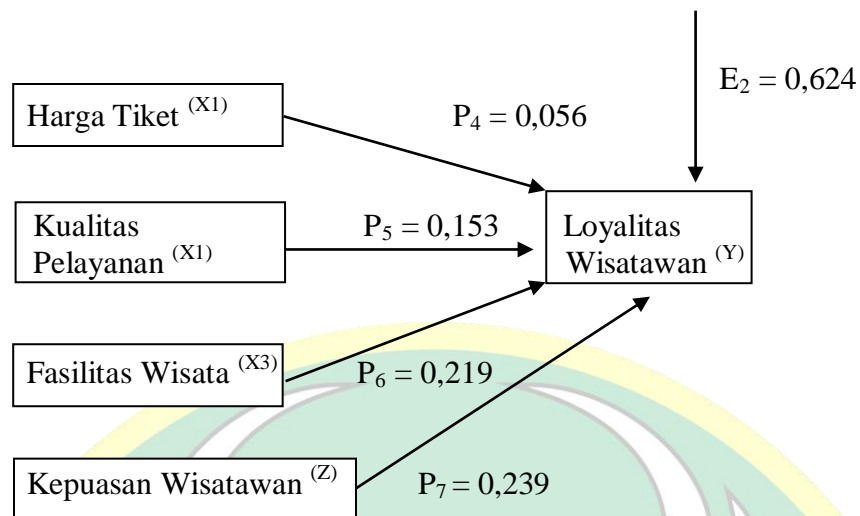 E₂ = 0,624
Harga Tiket ⁽X1⁾
P₄ = 0,056
Kualitas
Pelayanan ⁽X1⁾
P₅ = 0,153
Loyalitas
Wisatawan ⁽Y⁾
Fasilitas Wisata ⁽X3⁾
P₆ = 0,219
Kepuasan Wisatawan ⁽Z⁾
P₇ = 0,239